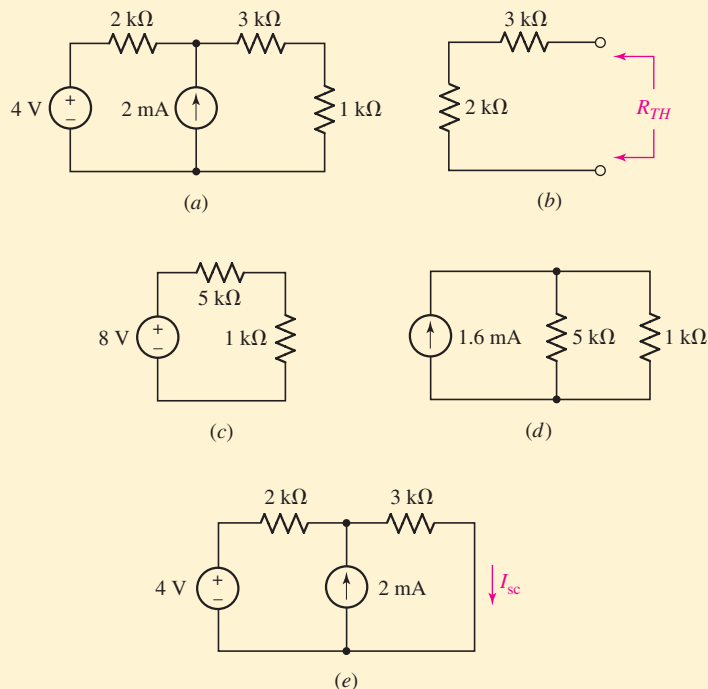 2 kΩ 3 kΩ 3 kΩ
4 V + − 2 mA 1 kΩ 2 kΩ R_TH
(a) (b)
5 kΩ
8 V + − 1 kΩ 1.6 mA 5 kΩ 1 kΩ
(c) (d)
2 kΩ 3 kΩ
4 V + − 2 mA I_sc
(e)